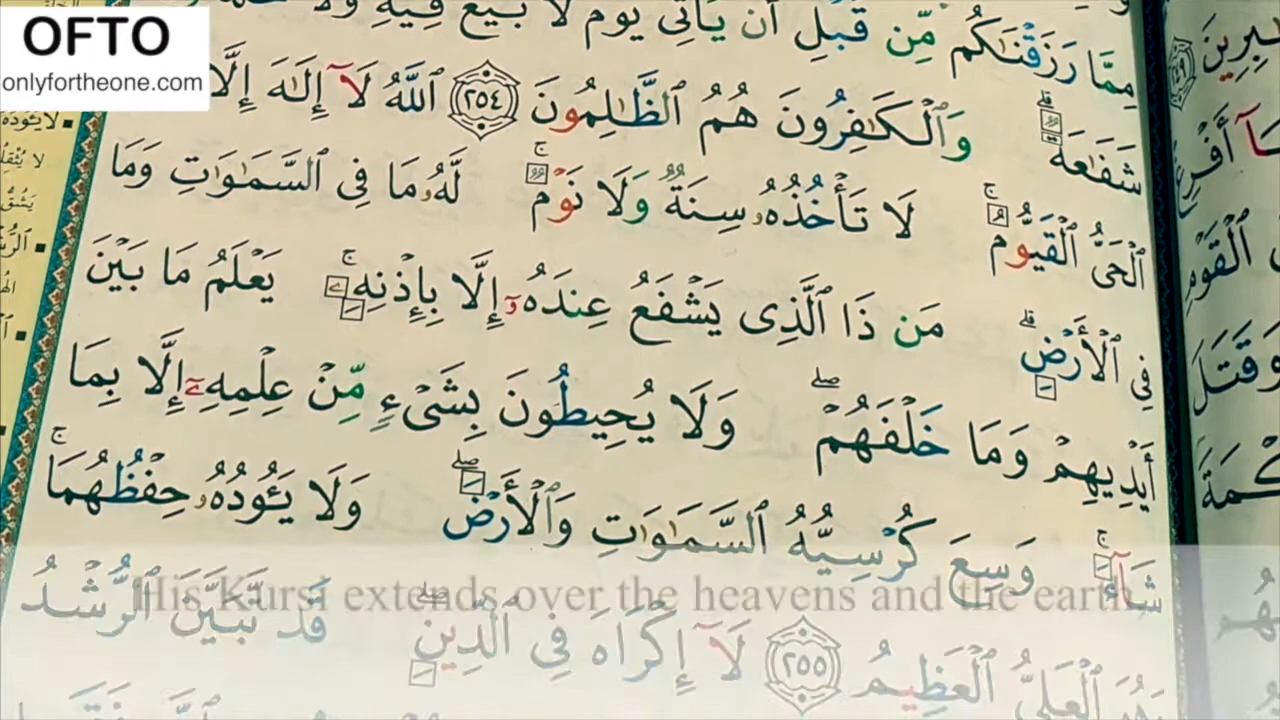 OFTO
onlyfortheone.com
مِمَّا رَزَقْنَـٰكُم مِّن قَبْلِ أَن يَأْتِىَ يَوْمٌ لَّا بَيْعٌ فِيهِ وَلَا
شَفَـٰعَةٌ ۗ وَٱلْكَـٰفِرُونَ هُمُ ٱلظَّـٰلِمُونَ ٢٥٤ ٱللَّهُ لَآ إِلَـٰهَ إِلَّا
ٱلْحَىُّ ٱلْقَيُّومُ ۚ لَا تَأْخُذُهُۥ سِنَةٌ وَلَا نَوْمٌ ۚ لَّهُۥ مَا فِى ٱلسَّمَـٰوَٰتِ وَمَا
فِى ٱلْأَرْضِ ۗ مَن ذَا ٱلَّذِى يَشْفَعُ عِندَهُۥٓ إِلَّا بِإِذْنِهِۦ ۚ يَعْلَمُ مَا بَيْنَ
أَيْدِيهِمْ وَمَا خَلْفَهُمْ ۖ وَلَا يُحِيطُونَ بِشَىْءٍ مِّنْ عِلْمِهِۦٓ إِلَّا بِمَا
شَآءَ ۚ وَسِعَ كُرْسِيُّهُ ٱلسَّمَـٰوَٰتِ وَٱلْأَرْضَ ۖ وَلَا يَـُٔودُهُۥ حِفْظُهُمَا ۚ
His Kursi extends over the heavens and the earth
وَهُوَ ٱلْعَلِىُّ ٱلْعَظِيمُ ٢٥٥ لَآ إِكْرَاهَ فِى ٱلدِّينِ ۖ قَد تَّبَيَّنَ ٱلرُّشْدُ